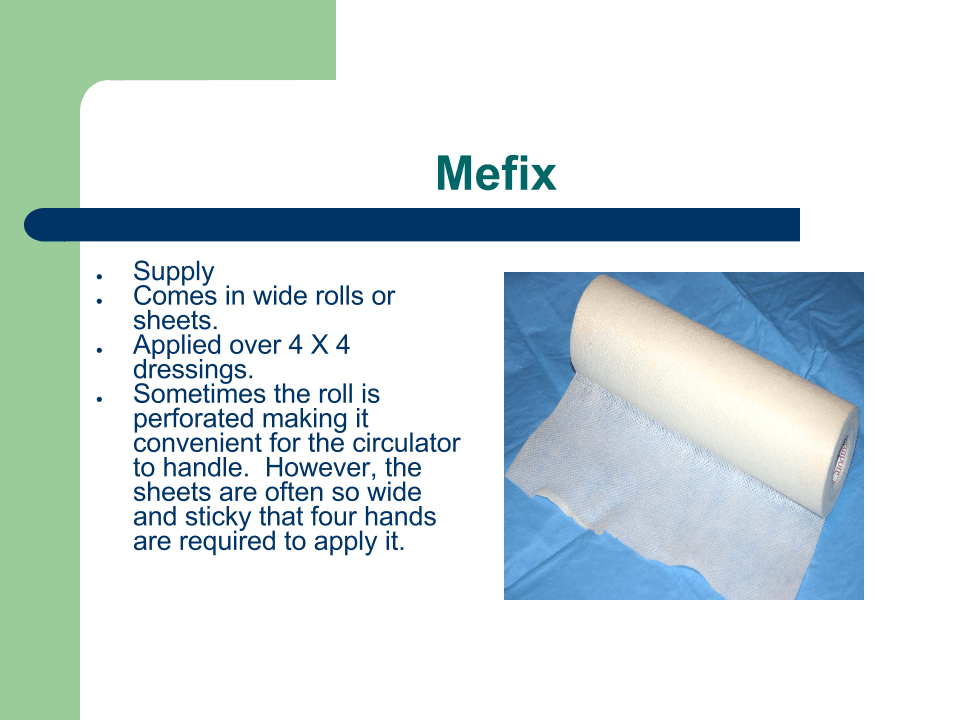 Mefix
● Supply
● Comes in wide rolls or
sheets.
● Applied over 4 X 4
dressings.
● Sometimes the roll is
perforated making it
convenient for the circulator
to handle.  However, the
sheets are often so wide
and sticky that four hands
are required to apply it.